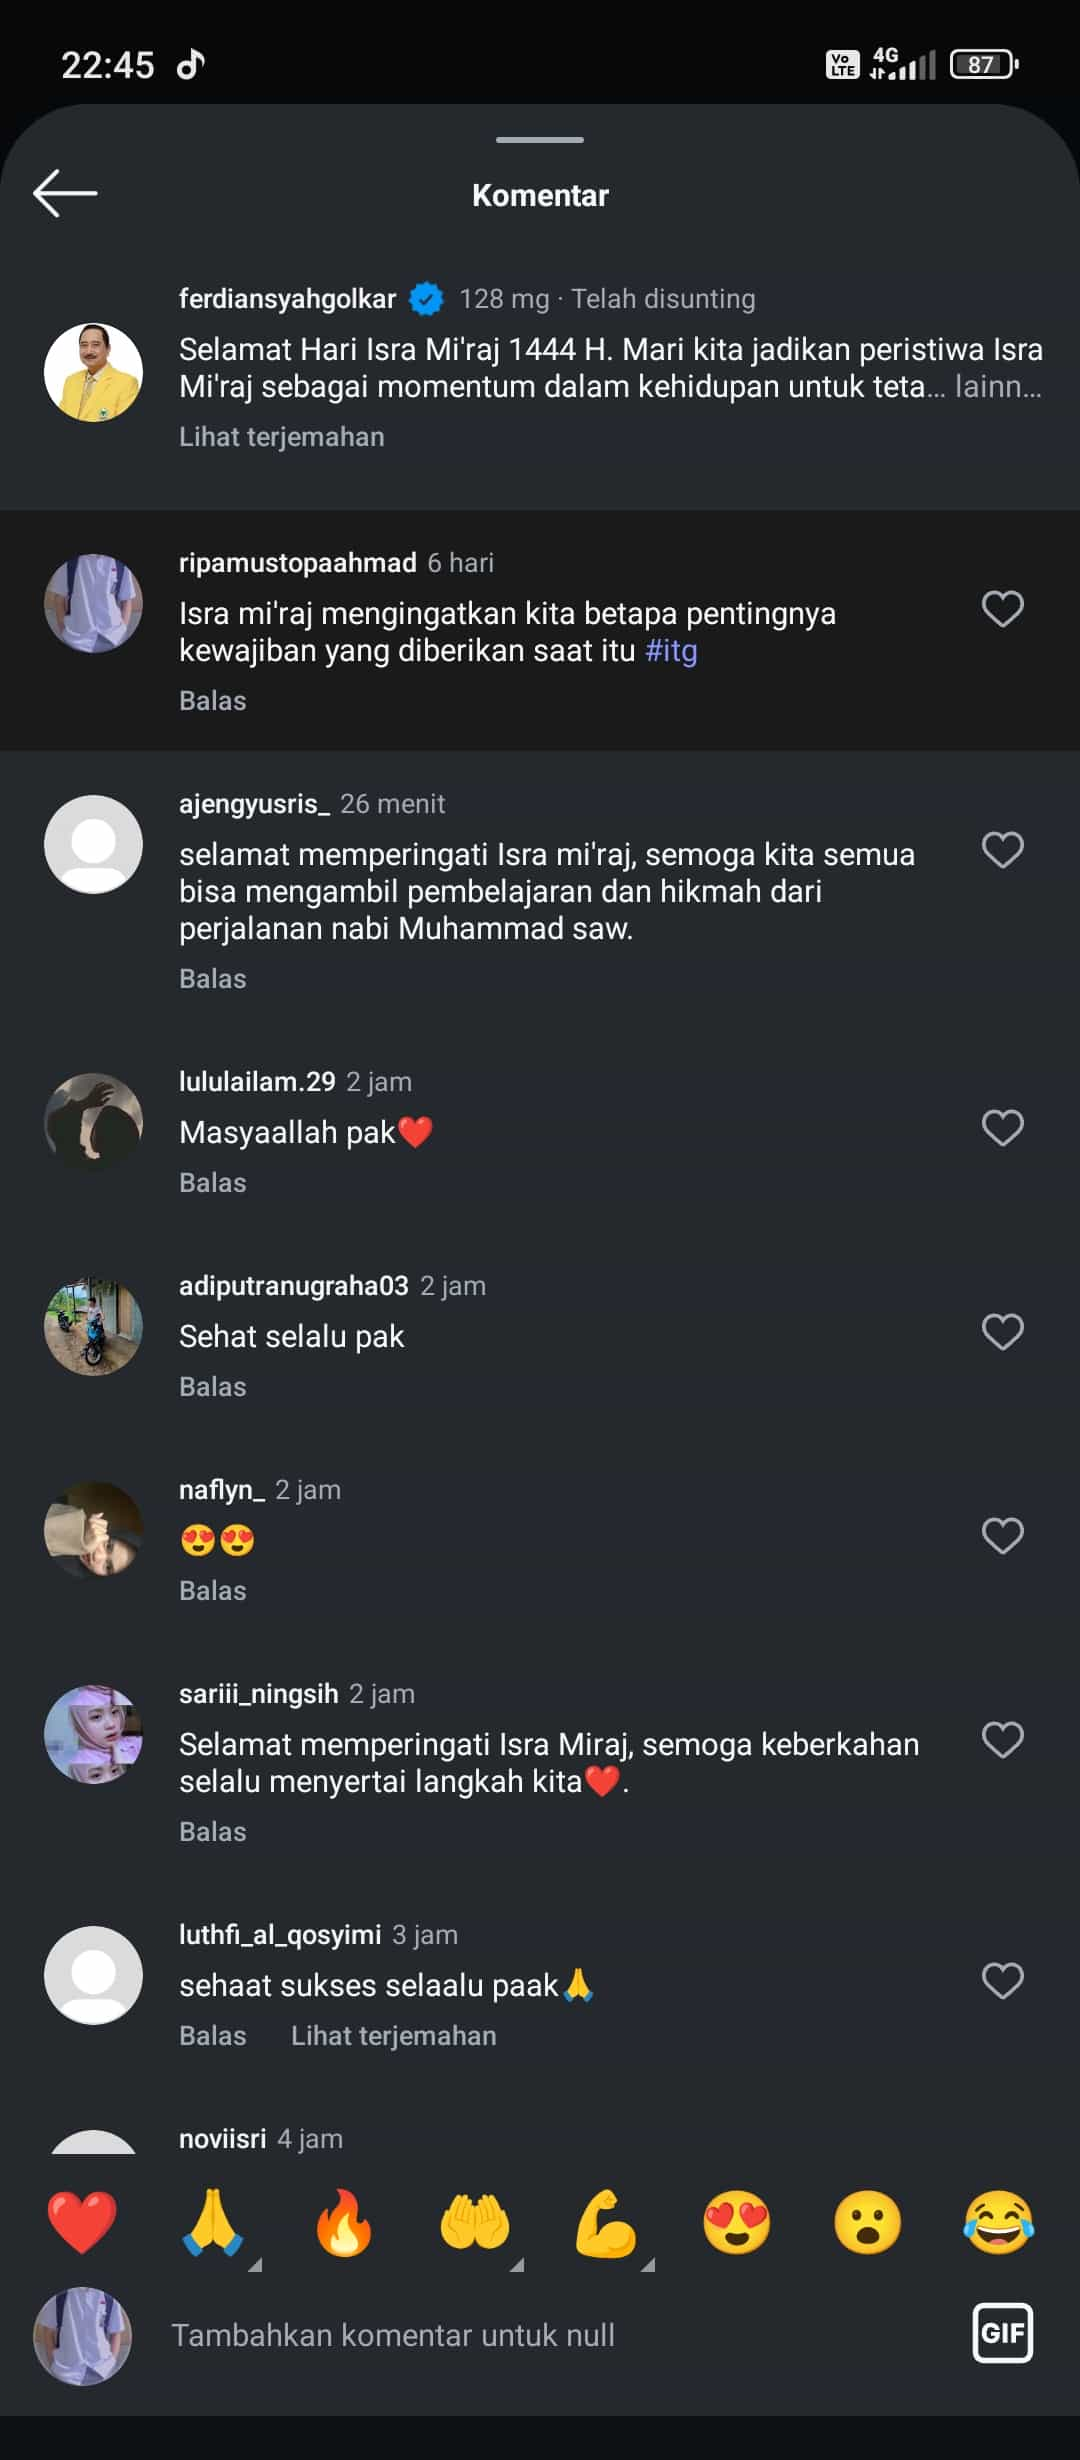 22:45
Vo LTE 4G 87
Komentar
ferdiansyahgolkar 128 mg · Telah disunting
Selamat Hari Isra Mi'raj 1444 H. Mari kita jadikan peristiwa Isra
Mi'raj sebagai momentum dalam kehidupan untuk teta... lainn...
Lihat terjemahan
ripamustopaahmad 6 hari
Isra mi'raj mengingatkan kita betapa pentingnya
kewajiban yang diberikan saat itu #itg
Balas
ajengyusris_ 26 menit
selamat memperingati Isra mi'raj, semoga kita semua
bisa mengambil pembelajaran dan hikmah dari
perjalanan nabi Muhammad saw.
Balas
lululailam.29 2 jam
Masyaallah pak❤️
Balas
adiputranugraha03 2 jam
Sehat selalu pak
Balas
naflyn_ 2 jam
😍😍
Balas
sariii_ningsih 2 jam
Selamat memperingati Isra Miraj, semoga keberkahan
selalu menyertai langkah kita❤️.
Balas
luthfi_al_qosyimi 3 jam
sehaat sukses selaalu paak🙏
Balas Lihat terjemahan
noviisri 4 jam
Tambahkan komentar untuk null
GIF